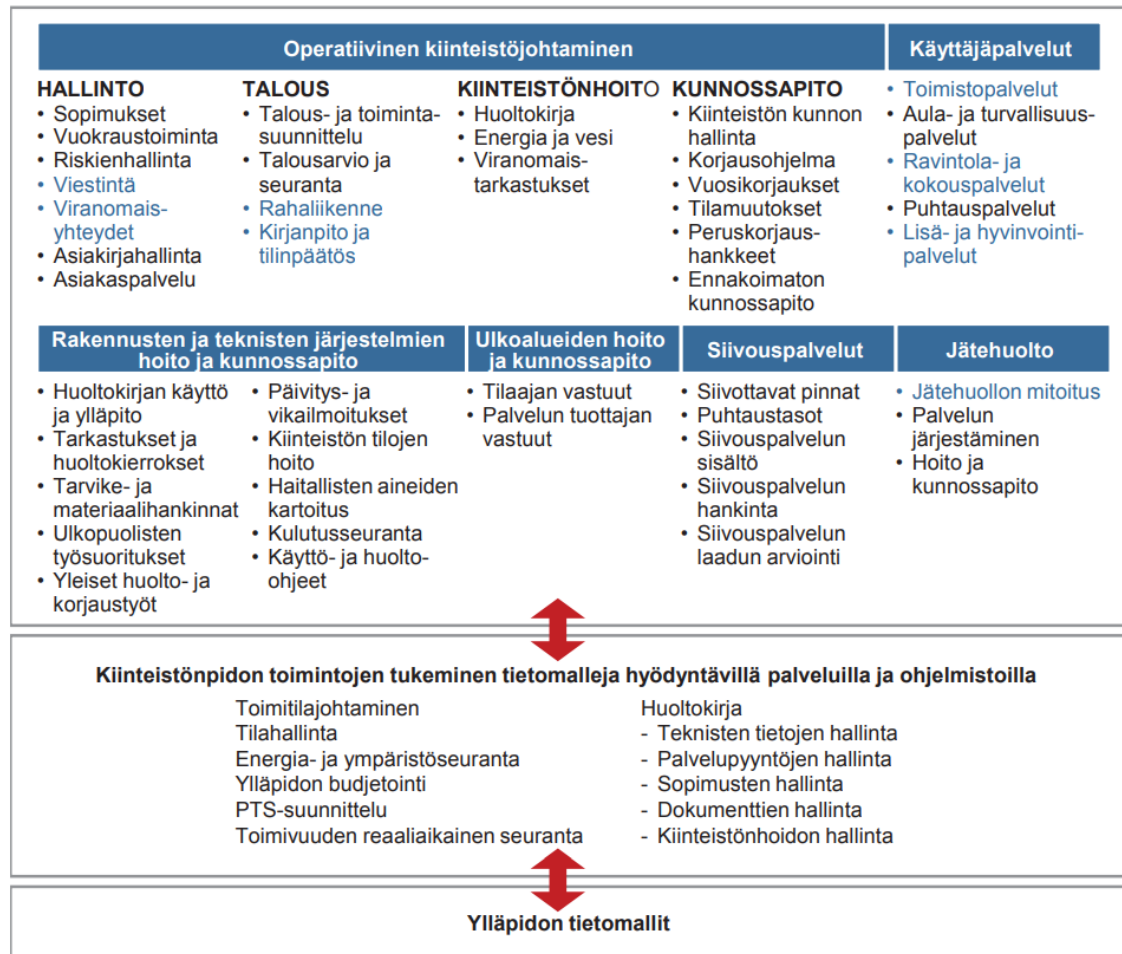 Operatiivinen kiinteistöjohtaminen
Käyttäjäpalvelut
HALLINTO
• Sopimukset
• Vuokraustoiminta
• Riskienhallinta
• Viestintä
• Viranomais-
yhteydet
• Asiakirjahallinta
• Asiakaspalvelu
TALOUS
• Talous- ja toiminta-
suunnittelu
• Talousarvio ja
seuranta
• Rahaliikenne
• Kirjanpito ja
tilinpäätös
KIINTEISTÖNHOITO
• Huoltokirja
• Energia ja vesi
• Viranomais-
tarkastukset
KUNNOSSAPITO
• Kiinteistön kunnon
hallinta
• Korjausohjelma
• Vuosikorjaukset
• Tilamuutokset
• Peruskorjaus-
hankkeet
• Ennakoimaton
kunnossapito
• Toimistopalvelut
• Aula- ja turvallisuus-
palvelut
• Ravintola- ja
kokouspalvelut
• Puhtauspalvelut
• Lisä- ja hyvinvointi-
palvelut
Rakennusten ja teknisten järjestelmien
hoito ja kunnossapito
• Huoltokirjan käyttö
ja ylläpito
• Tarkastukset ja
huoltokierrokset
• Tarvike- ja
materiaalihankinnat
• Ulkopuolisten
työsuoritukset
• Yleiset huolto- ja
korjaustyöt
• Päivitys- ja
vikailmoitukset
• Kiinteistön tilojen
hoito
• Haitallisten aineiden
kartoitus
• Kulutusseuranta
• Käyttö- ja huolto-
ohjeet
Ulkoalueiden hoito
ja kunnossapito
• Tilaajan vastuut
• Palvelun tuottajan
vastuut
Siivouspalvelut
• Siivottavat pinnat
• Puhtaustasot
• Siivouspalvelun
sisältö
• Siivouspalvelun
hankinta
• Siivouspalvelun
laadun arviointi
Jätehuolto
• Jätehuollon mitoitus
• Palvelun
järjestäminen
• Hoito ja
kunnossapito
Kiinteistönpidon toimintojen tukeminen tietomalleja hyödyntävillä palveluilla ja ohjelmistoilla
Toimitilajohtaminen
Tilahallinta
Energia- ja ympäristöseuranta
Ylläpidon budjetointi
PTS-suunnittelu
Toimivuuden reaaliaikainen seuranta
Huoltokirja
- Teknisten tietojen hallinta
- Palvelupyyntöjen hallinta
- Sopimusten hallinta
- Dokumenttien hallinta
- Kiinteistönhoidon hallinta
Ylläpidon tietomallit